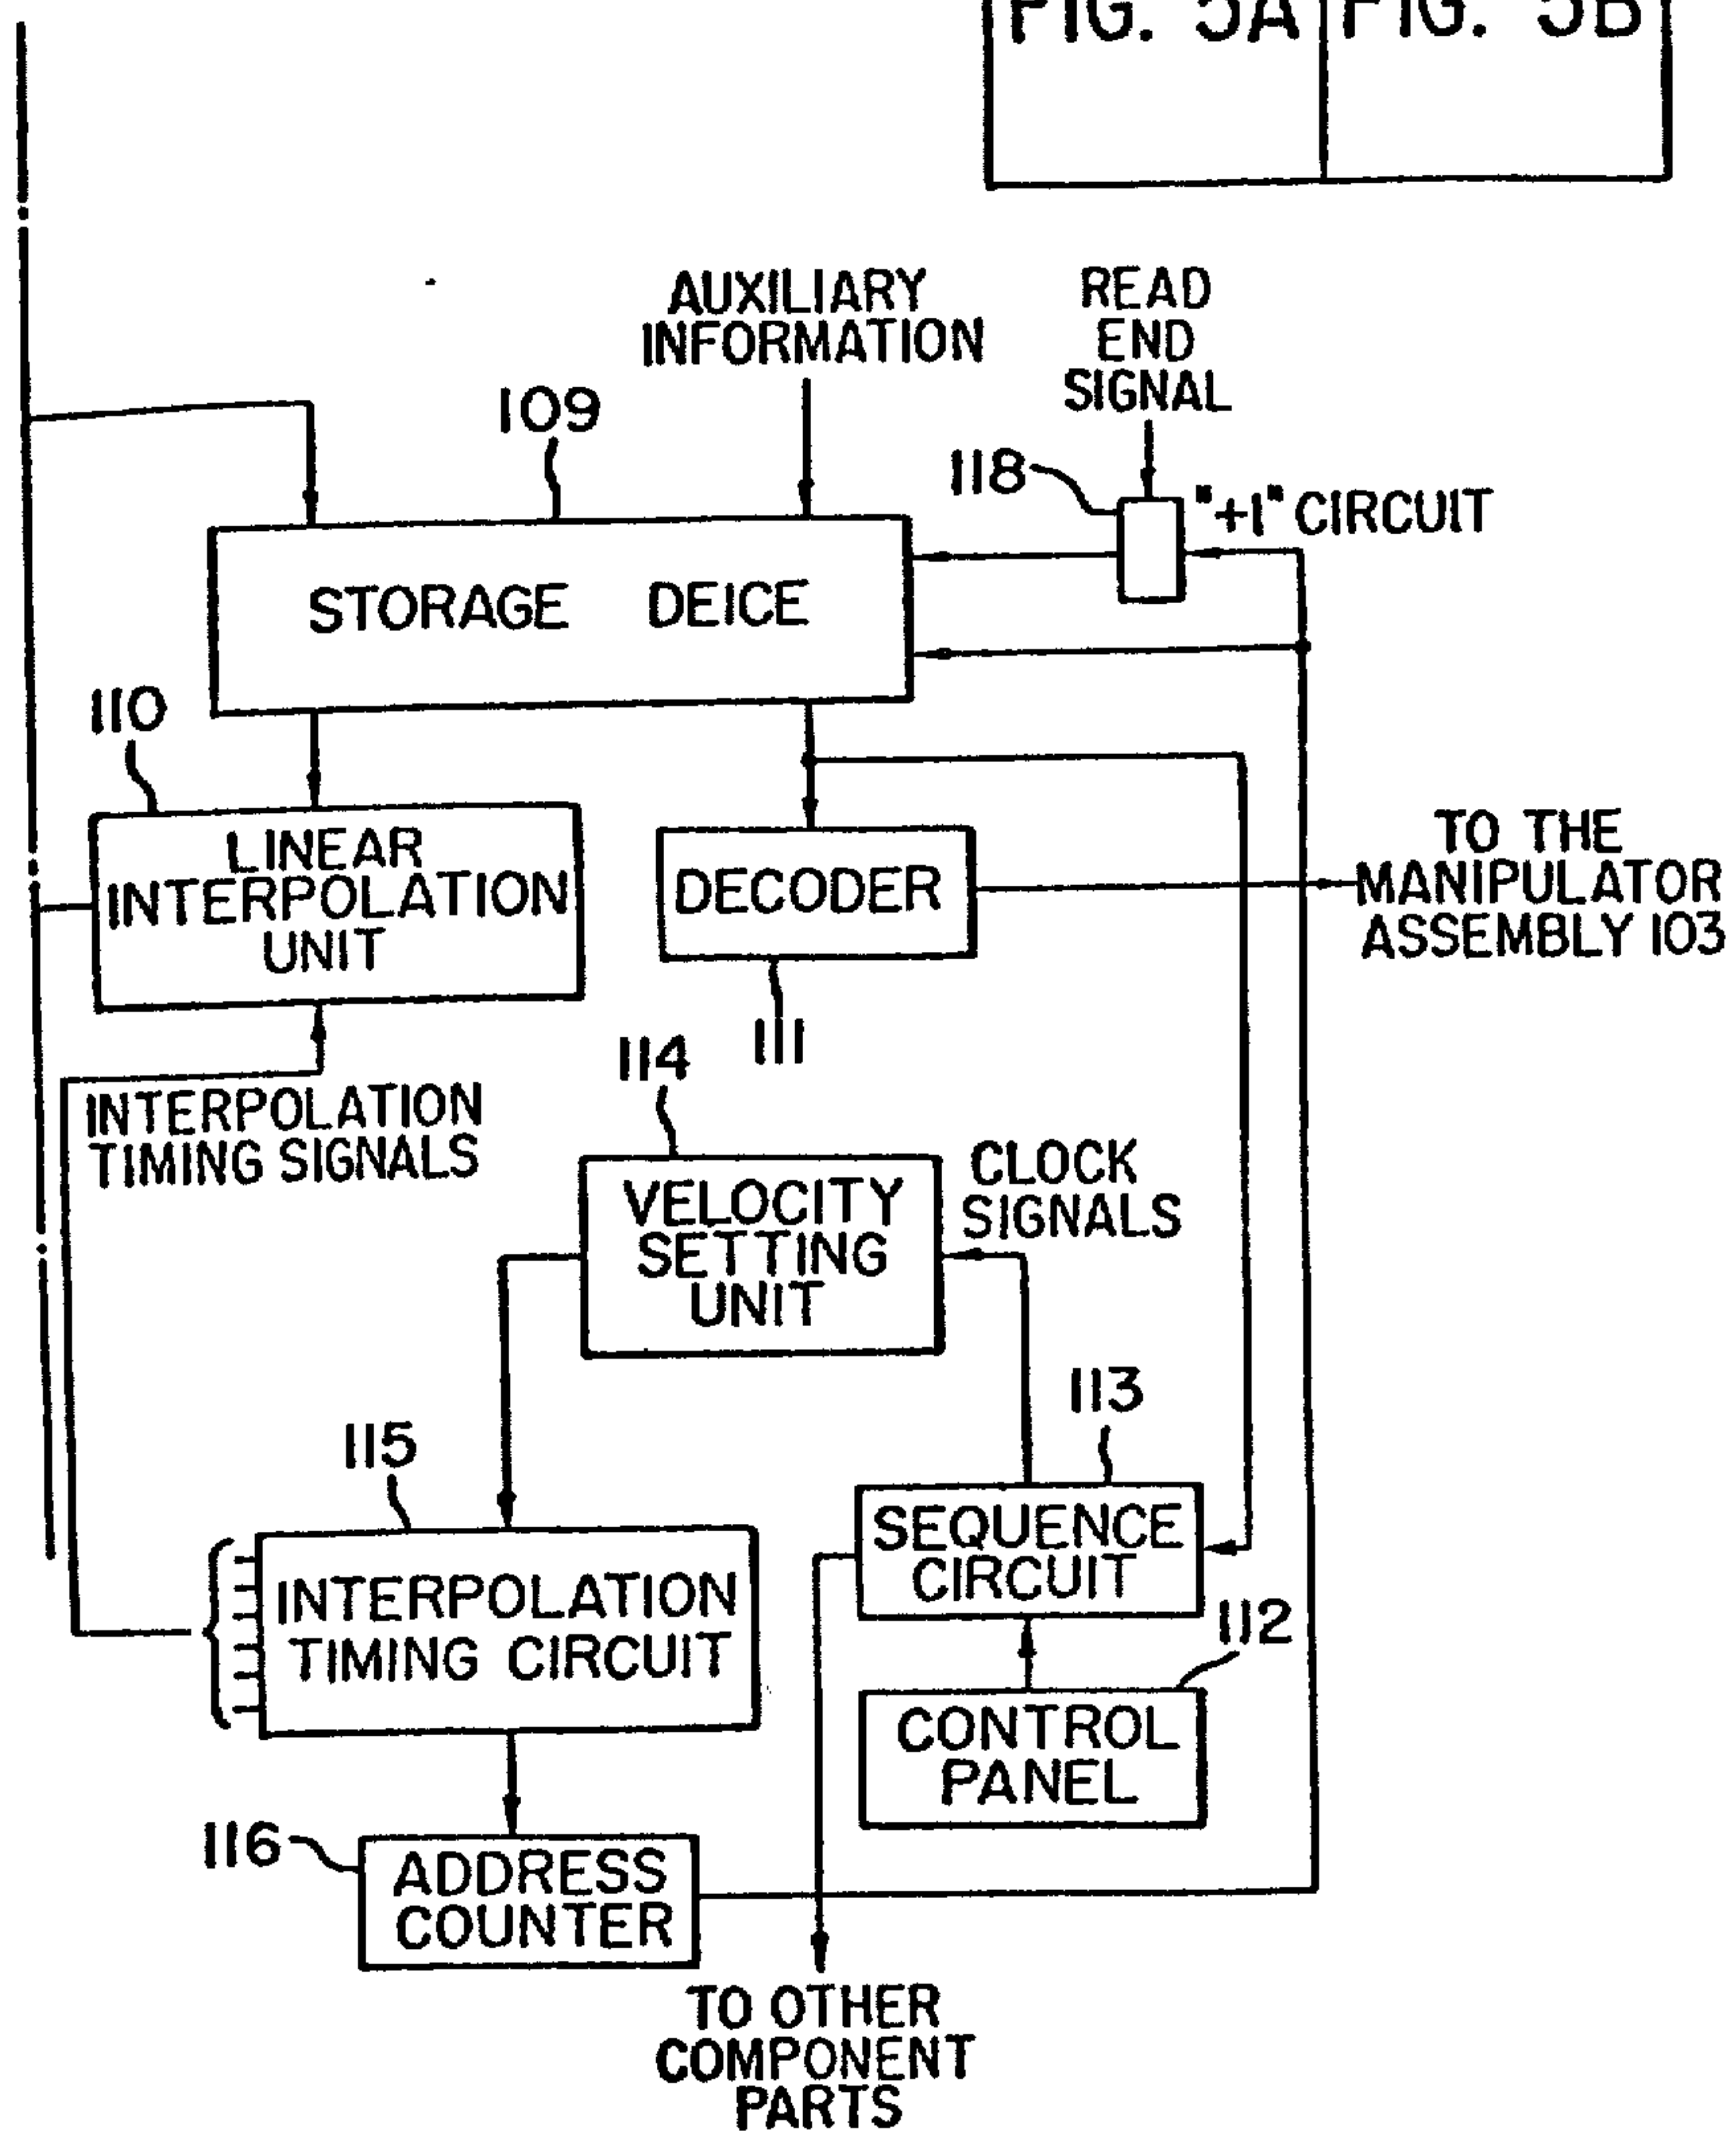 FIG. 5A FIG. 5B
AUXILIARY
INFORMATION
READ
END
SIGNAL
109
118
"+1" CIRCUIT
STORAGE DEICE
110
LINEAR
INTERPOLATION
UNIT
DECODER
TO THE
MANIPULATOR
ASSEMBLY 103
111
114
INTERPOLATION
TIMING SIGNALS
VELOCITY
SETTING
UNIT
CLOCK
SIGNALS
113
115
SEQUENCE
CIRCUIT
INTERPOLATION
TIMING CIRCUIT
112
CONTROL
PANEL
116
ADDRESS
COUNTER
TO OTHER
COMPONENT
PARTS